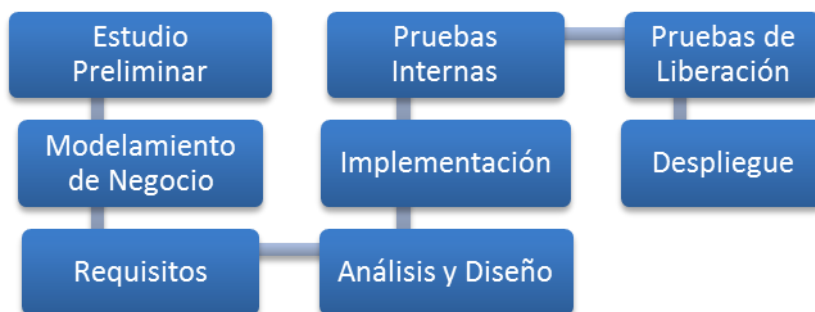 Estudio
Preliminar
Modelamiento
de Negocio
Requisitos
Análisis y Diseño
Implementación
Pruebas
Internas
Pruebas de
Liberación
Despliegue